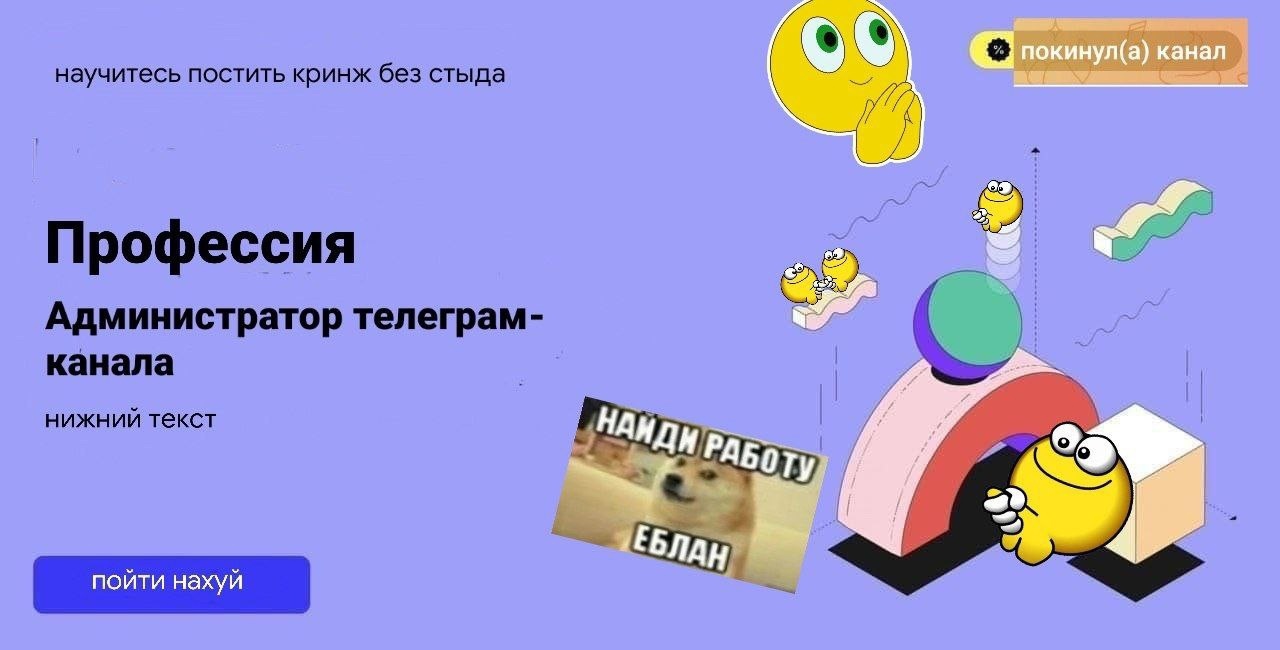 научитесь постить кринж без стыда
% покинул(а) канал
Профессия
Администратор телеграм-
канала
нижний текст
НАЙДИ РАБОТУ
ЕБЛАН
пойти нахуй